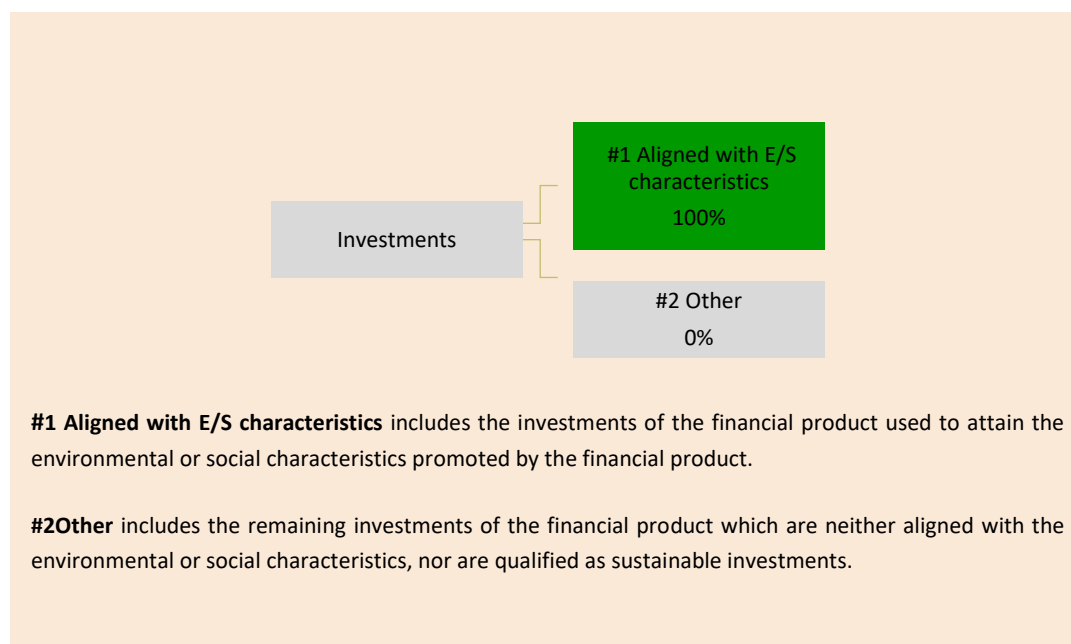 #1 Aligned with E/S
characteristics
100%
Investments
#2 Other
0%
#1 Aligned with E/S characteristics includes the investments of the financial product used to attain the
environmental or social characteristics promoted by the financial product.
#2Other includes the remaining investments of the financial product which are neither aligned with the
environmental or social characteristics, nor are qualified as sustainable investments.